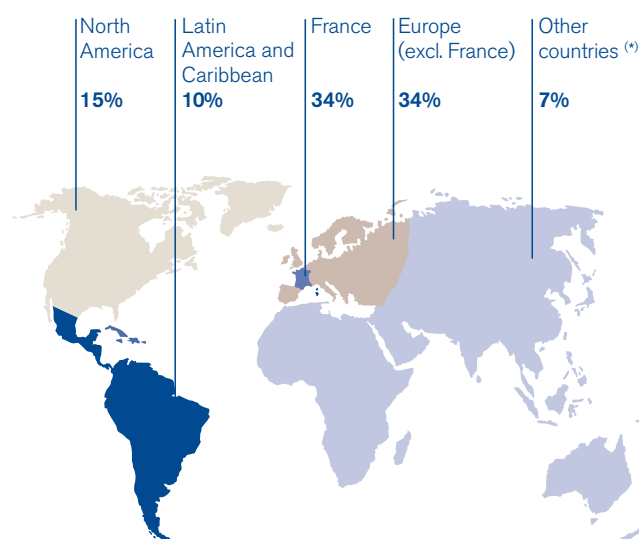 North
America
15%
Latin
America and
Caribbean
10%
France
34%
Europe
(excl. France)
34%
Other
countries (*)
7%